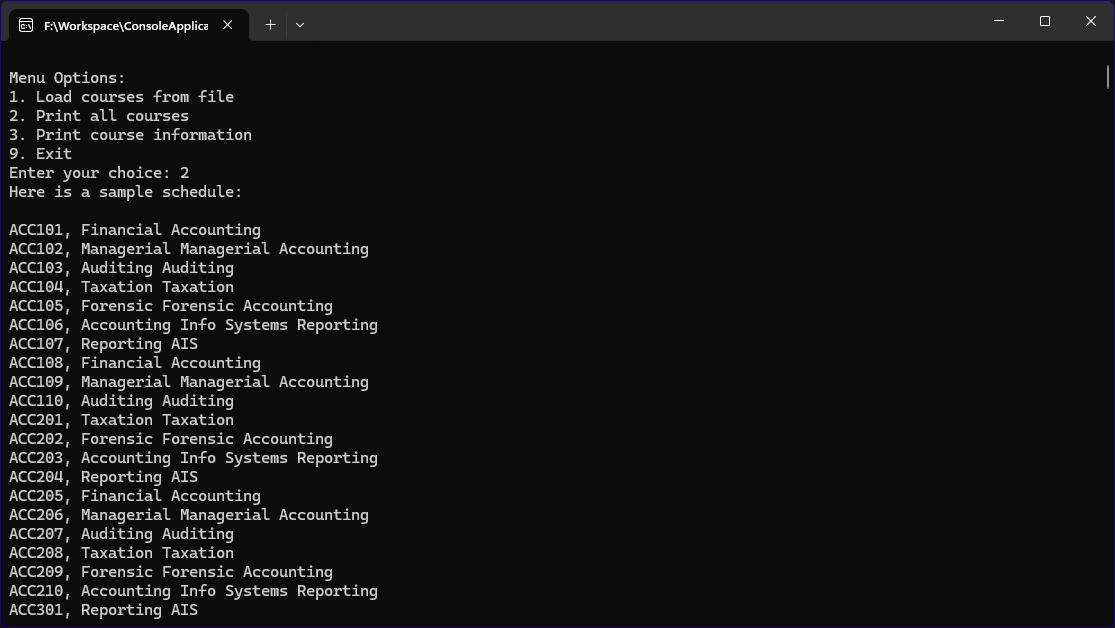 F:\Workspace\ConsoleApplica
Menu Options:
1. Load courses from file
2. Print all courses
3. Print course information
9. Exit
Enter your choice: 2
Here is a sample schedule:
ACC101, Financial Accounting
ACC102, Managerial Managerial Accounting
ACC103, Auditing Auditing
ACC104, Taxation Taxation
ACC105, Forensic Forensic Accounting
ACC106, Accounting Info Systems Reporting
ACC107, Reporting AIS
ACC108, Financial Accounting
ACC109, Managerial Managerial Accounting
ACC110, Auditing Auditing
ACC201, Taxation Taxation
ACC202, Forensic Forensic Accounting
ACC203, Accounting Info Systems Reporting
ACC204, Reporting AIS
ACC205, Financial Accounting
ACC206, Managerial Managerial Accounting
ACC207, Auditing Auditing
ACC208, Taxation Taxation
ACC209, Forensic Forensic Accounting
ACC210, Accounting Info Systems Reporting
ACC301, Reporting AIS